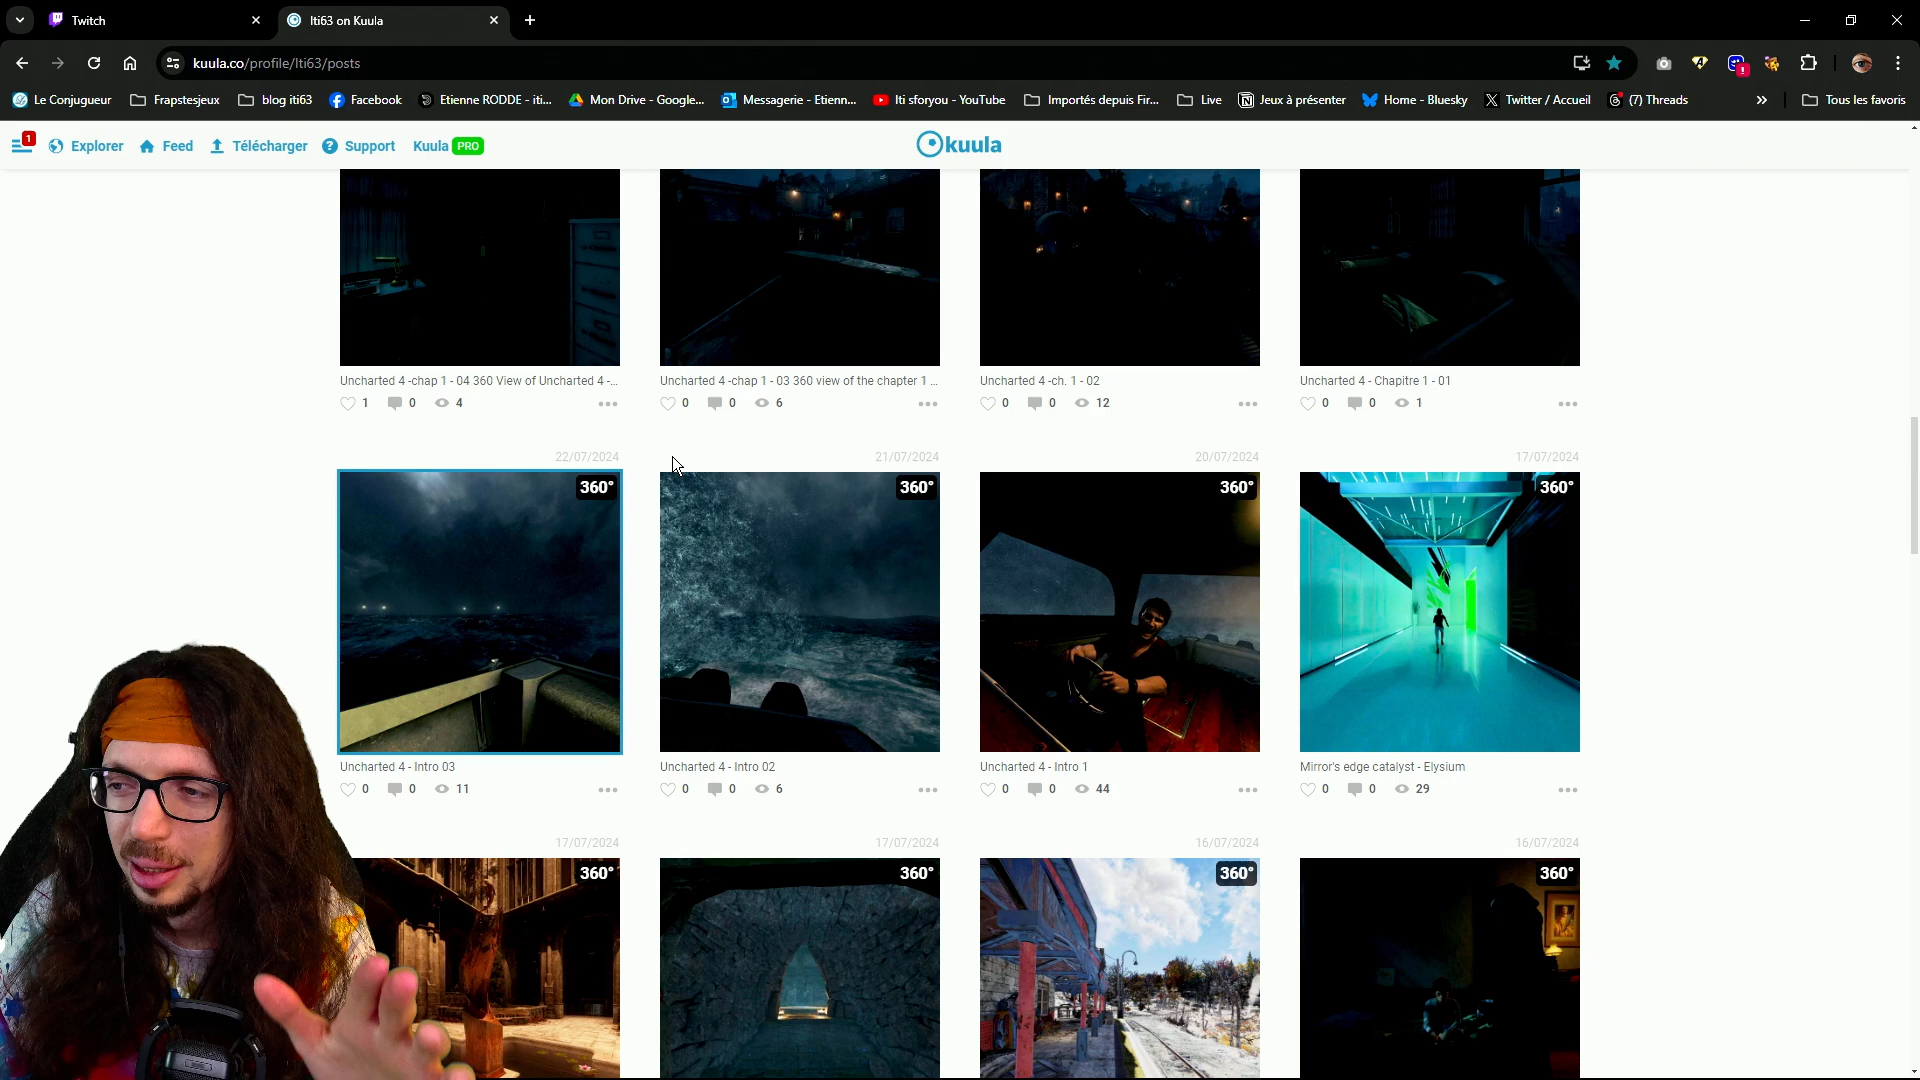 Twitch
Iti63 on Kuula
kuula.co/profile/Iti63/posts
Le Conjugueur
Frapstesjeux
blog iti63
Facebook
Etienne RODDE - iti...
Mon Drive - Google...
Messagerie - Etienn...
Iti sforyou - YouTube
Importés depuis Fir...
Live
Jeux à présenter
Home - Bluesky
Twitter / Accueil
(7) Threads
Tous les favoris
1
Explorer
Feed
Télécharger
Support
Kuula PRO
kuula
Uncharted 4 -chap 1 - 04 360 View of Uncharted 4 -...
1 0 4
Uncharted 4 -chap 1 - 03 360 view of the chapter 1 ...
0 0 6
Uncharted 4 -ch. 1 - 02
0 0 12
Uncharted 4 - Chapitre 1 - 01
0 0 1
22/07/2024
360°
Uncharted 4 - Intro 03
0 0 11
21/07/2024
360°
Uncharted 4 - Intro 02
0 0 6
20/07/2024
360°
Uncharted 4 - Intro 1
0 0 44
17/07/2024
360°
Mirror's edge catalyst - Elysium
0 0 29
17/07/2024
360°
17/07/2024
360°
16/07/2024
360°
16/07/2024
360°